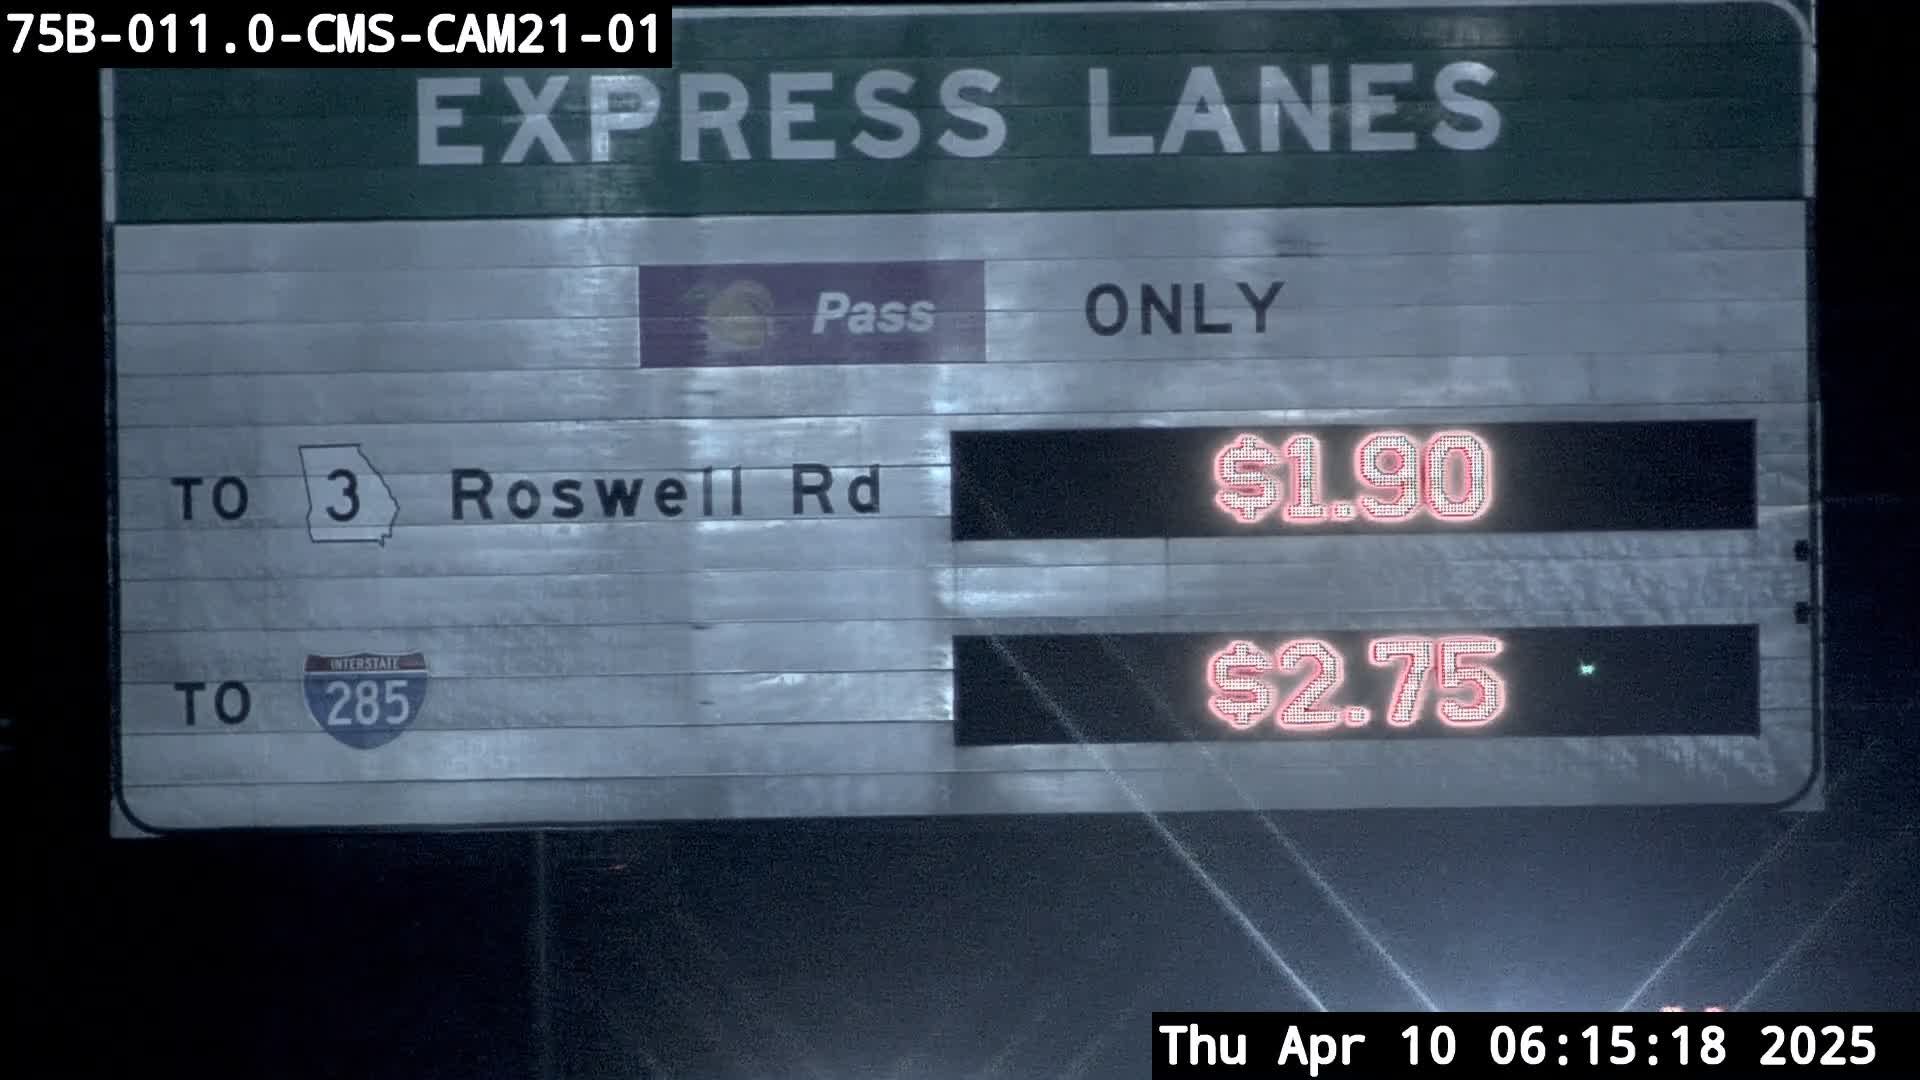 75B-011.0-CMS-CAM21-01
EXPRESS LANES
Pass ONLY
TO 3 Roswell Rd $1.90
INTERSTATE
TO 285 $2.75
Thu Apr 10 06:15:18 2025